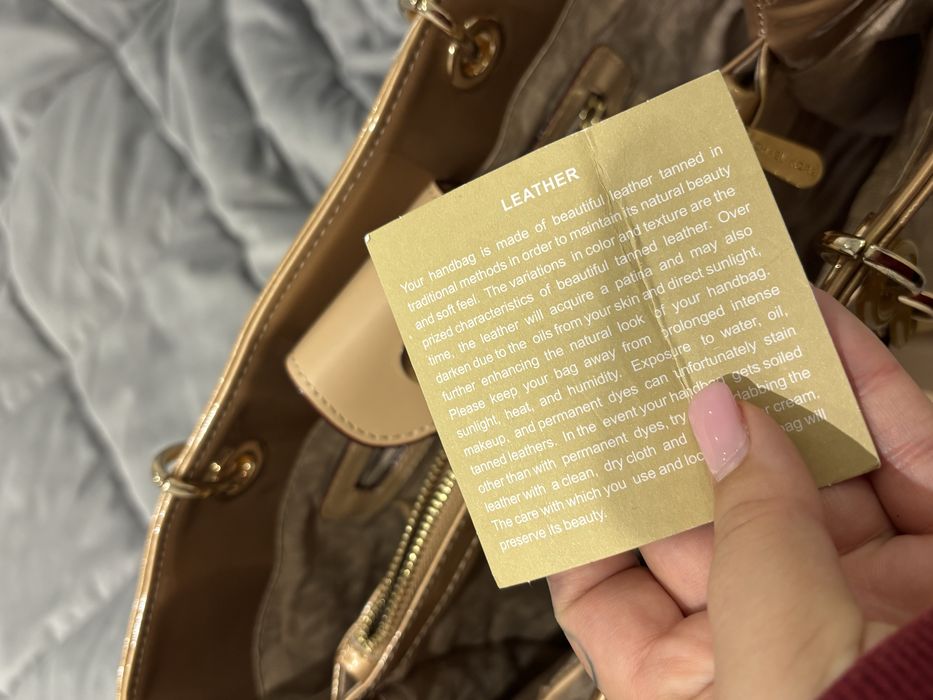 LEATHER
Your handbag is made of beautiful leather tanned in
traditional methods in order to maintain its natural beauty
and soft feel. The variations in color and texture are the
prized characteristics of beautiful tanned leather. Over
time, the leather will acquire a patina and may also
darken due to the oils from your skin and direct sunlight,
further enhancing the natural look of your handbag.
Please keep your bag away from prolonged intense
sunlight, heat, and humidity. Exposure to water, oil,
makeup, and permanent dyes can unfortunately stain
tanned leathers. In the event your handbag gets soiled
other than with permanent dyes, try dabbing the
leather with a clean, dry cloth and cream.
The care with which you use and bag will
preserve its beauty.